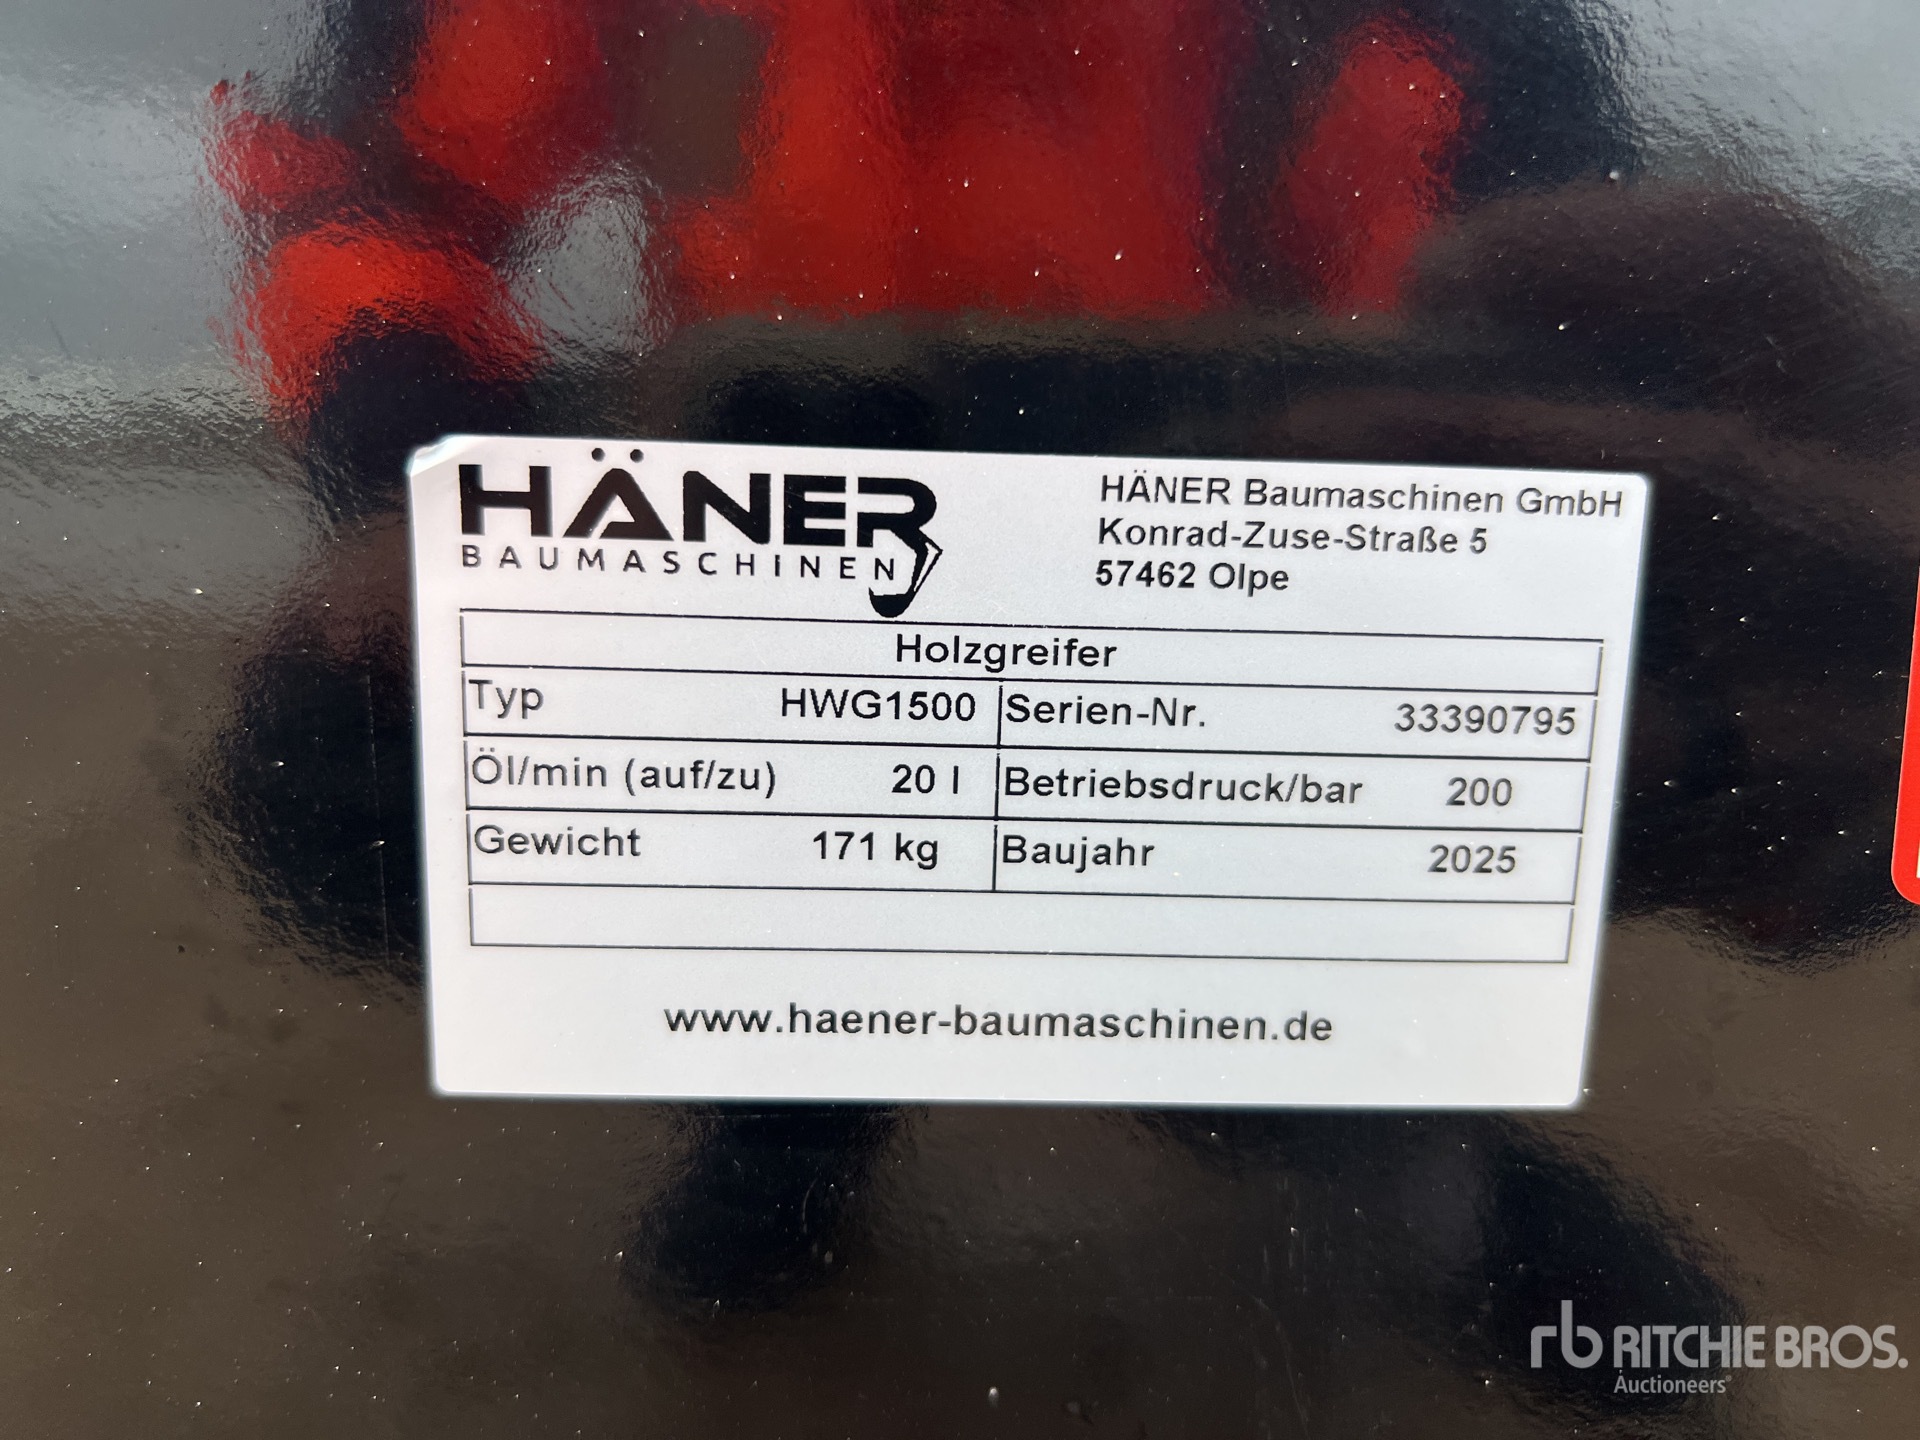 HÄNER
BAUMASCHINEN
HÄNER Baumaschinen GmbH
Konrad-Zuse-Straße 5
57462 Olpe
Holzgreifer
Typ HWG1500 Serien-Nr. 33390795
Öl/min (auf/zu) 20 l Betriebsdruck/bar 200
Gewicht 171 kg Baujahr 2025
www.haener-baumaschinen.de
rb RITCHIE BROS.
Auctioneers